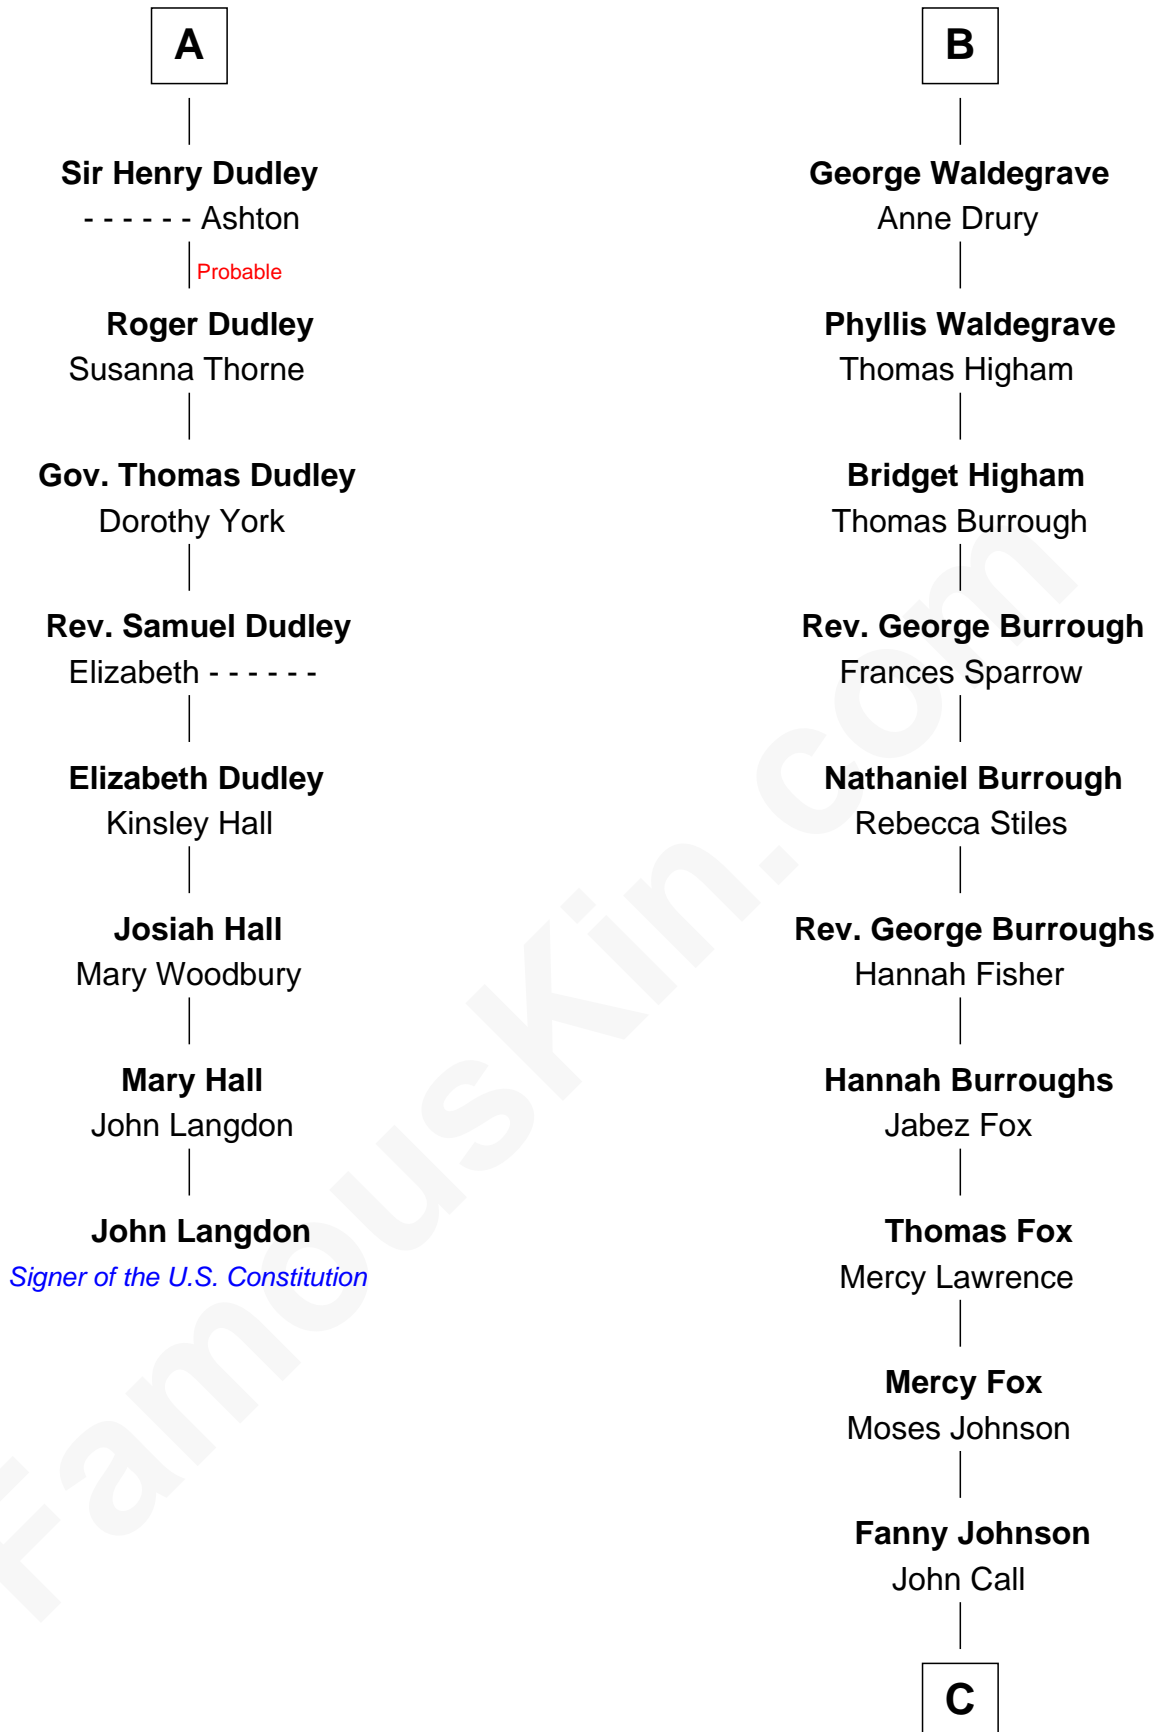 A
Sir Henry Dudley
- - - - - - Ashton
Probable
Roger Dudley
Susanna Thorne
Gov. Thomas Dudley
Dorothy York
Rev. Samuel Dudley
Elizabeth - - - - - -
Elizabeth Dudley
Kinsley Hall
Josiah Hall
Mary Woodbury
Mary Hall
John Langdon
John Langdon
Signer of the U.S. Constitution
B
George Waldegrave
Anne Drury
Phyllis Waldegrave
Thomas Higham
Bridget Higham
Thomas Burrough
Rev. George Burrough
Frances Sparrow
Nathaniel Burrough
Rebecca Stiles
Rev. George Burroughs
Hannah Fisher
Hannah Burroughs
Jabez Fox
Thomas Fox
Mercy Lawrence
Mercy Fox
Moses Johnson
Fanny Johnson
John Call
C
FamousKin.com